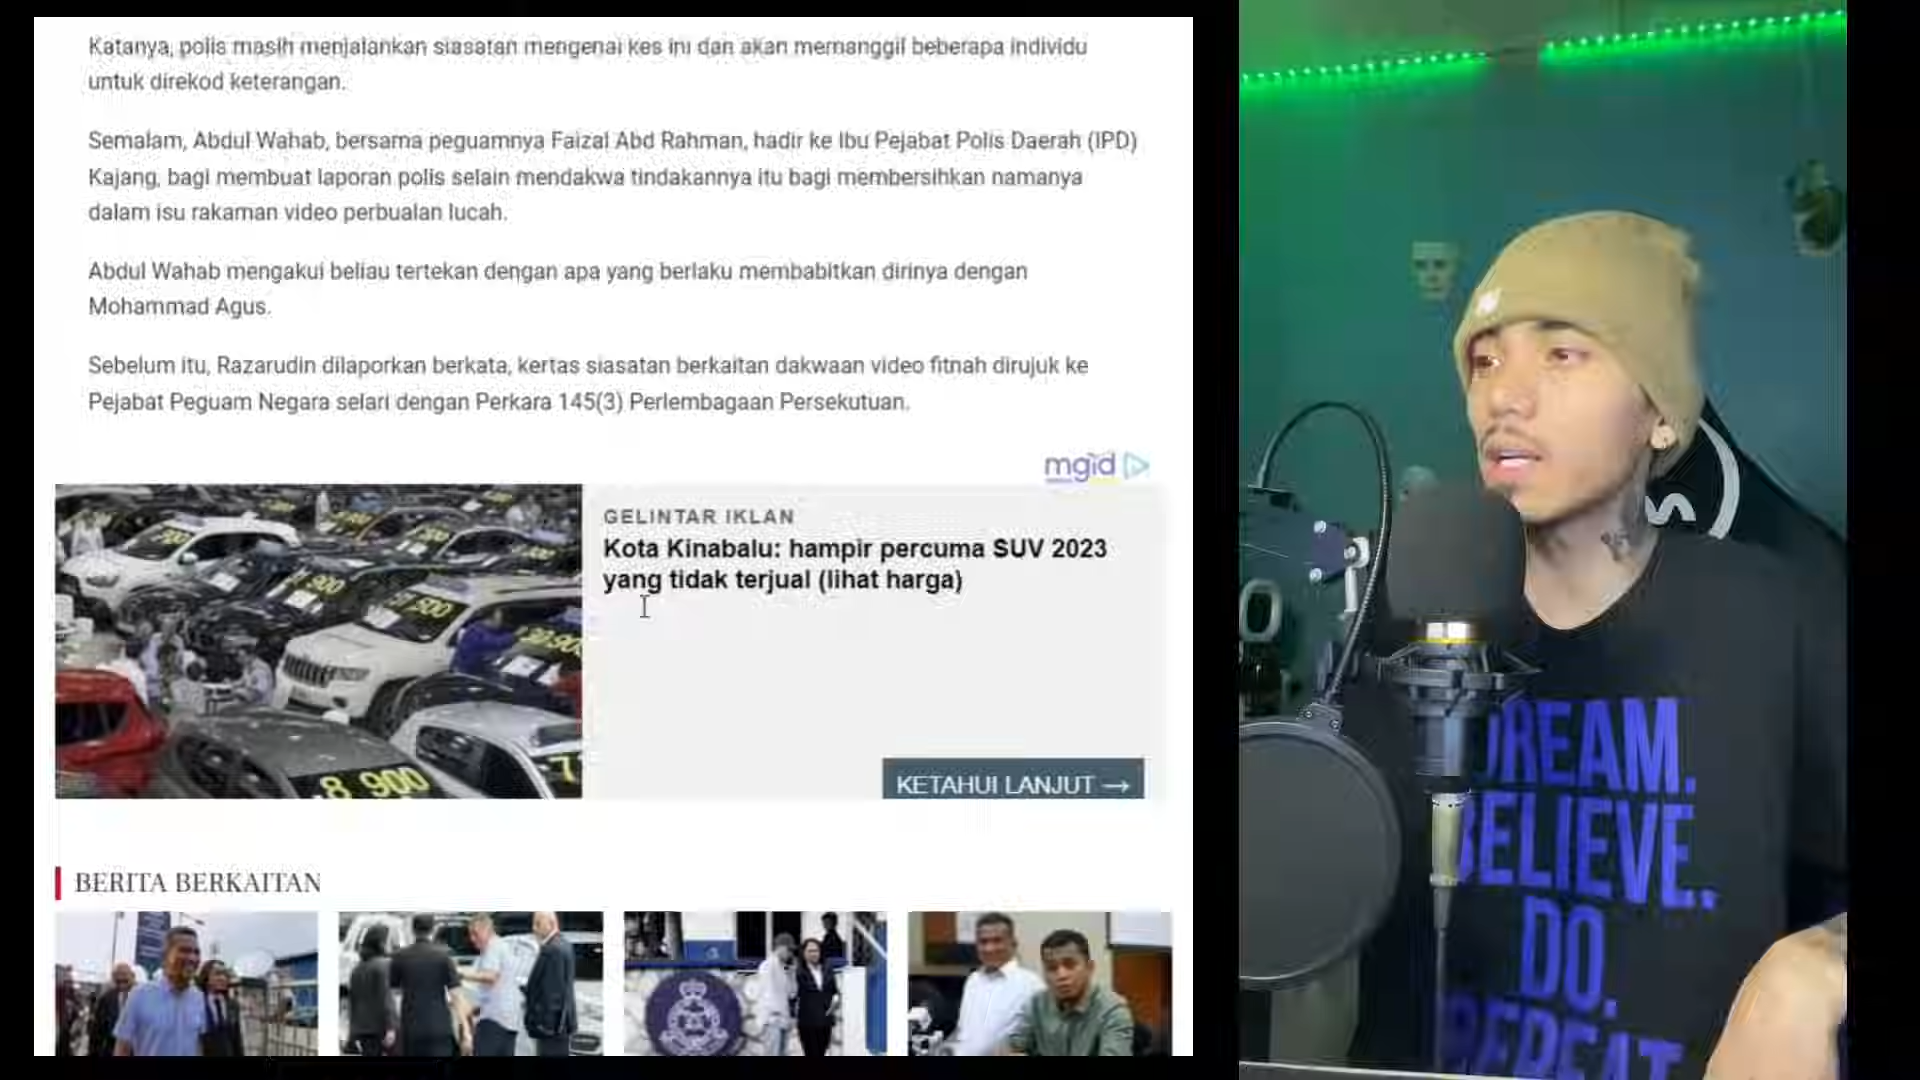 Katanya, polis masih menjalankan siasatan mengenai kes ini dan akan memanggil beberapa individu
untuk direkod keterangan.
Semalam, Abdul Wahab, bersama peguamnya Faizal Abd Rahman, hadir ke Ibu Pejabat Polis Daerah (IPD)
Kajang, bagi membuat laporan polis selain mendakwa tindakannya itu bagi membersihkan namanya
dalam isu rakaman video perbualan lucah.
Abdul Wahab mengakui beliau tertekan dengan apa yang berlaku membabitkan dirinya dengan
Mohammad Agus.
Sebelum itu, Razarudin dilaporkan berkata, kertas siasatan berkaitan dakwaan video fitnah dirujuk ke
Pejabat Peguam Negara selari dengan Perkara 145(3) Perlembagaan Persekutuan.
mgid
GELINTAR IKLAN
Kota Kinabalu: hampir percuma SUV 2023
yang tidak terjual (lihat harga)
8 900
KETAHUI LANJUT →
BERITA BERKAITAN
DREAM.
BELIEVE.
DO.
REPEAT